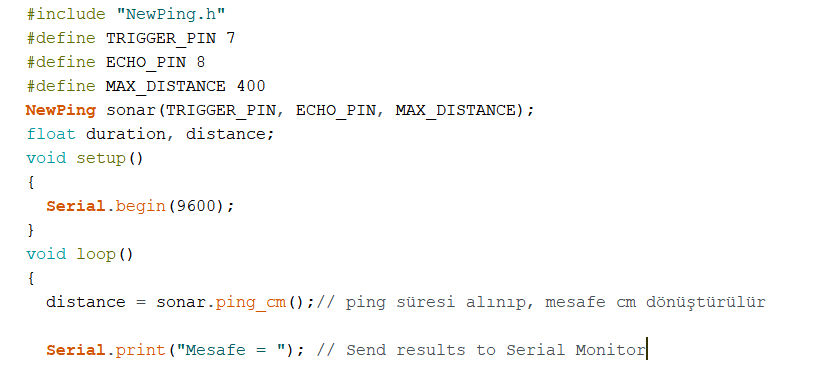 #include "NewPing.h"
#define TRIGGER_PIN 7
#define ECHO_PIN 8
#define MAX_DISTANCE 400
NewPing sonar(TRIGGER_PIN, ECHO_PIN, MAX_DISTANCE);
float duration, distance;
void setup()
{
  Serial.begin(9600);
}
void loop()
{
  distance = sonar.ping_cm();// ping süresi alınıp, mesafe cm dönüştürülür
  Serial.print("Mesafe = "); // Send results to Serial Monitor